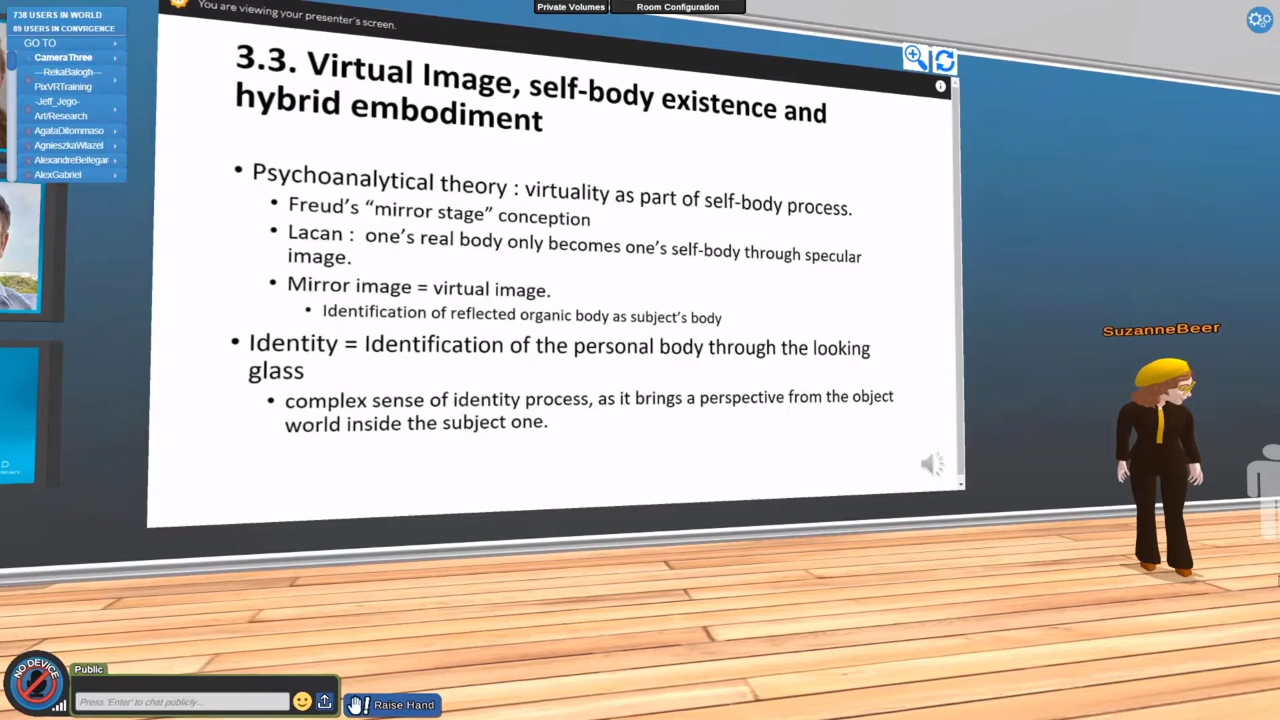 738 USERS IN WORLD
89 USERS IN CONVRGENCE
GO TO
CameraThree
---RekaBalogh---
PixVRTraining
-Jeff_Jego-
Art/Research
AgataDitommaso
AgnieszkaWlazel
AlexandreBellegar
AlexGabriel
You are viewing your presenter's screen.
Private Volumes
Room Configuration
3.3. Virtual Image, self-body existence and
hybrid embodiment
• Psychoanalytical theory : virtuality as part of self-body process.
• Freud's “mirror stage” conception
• Lacan : one's real body only becomes one's self-body through specular
image.
• Mirror image = virtual image.
• Identification of reflected organic body as subject's body
• Identity = Identification of the personal body through the looking
glass
• complex sense of identity process, as it brings a perspective from the object
world inside the subject one.
SuzanneBeer
NO DEVICE
Public
Press 'Enter' to chat publicly...
Raise Hand